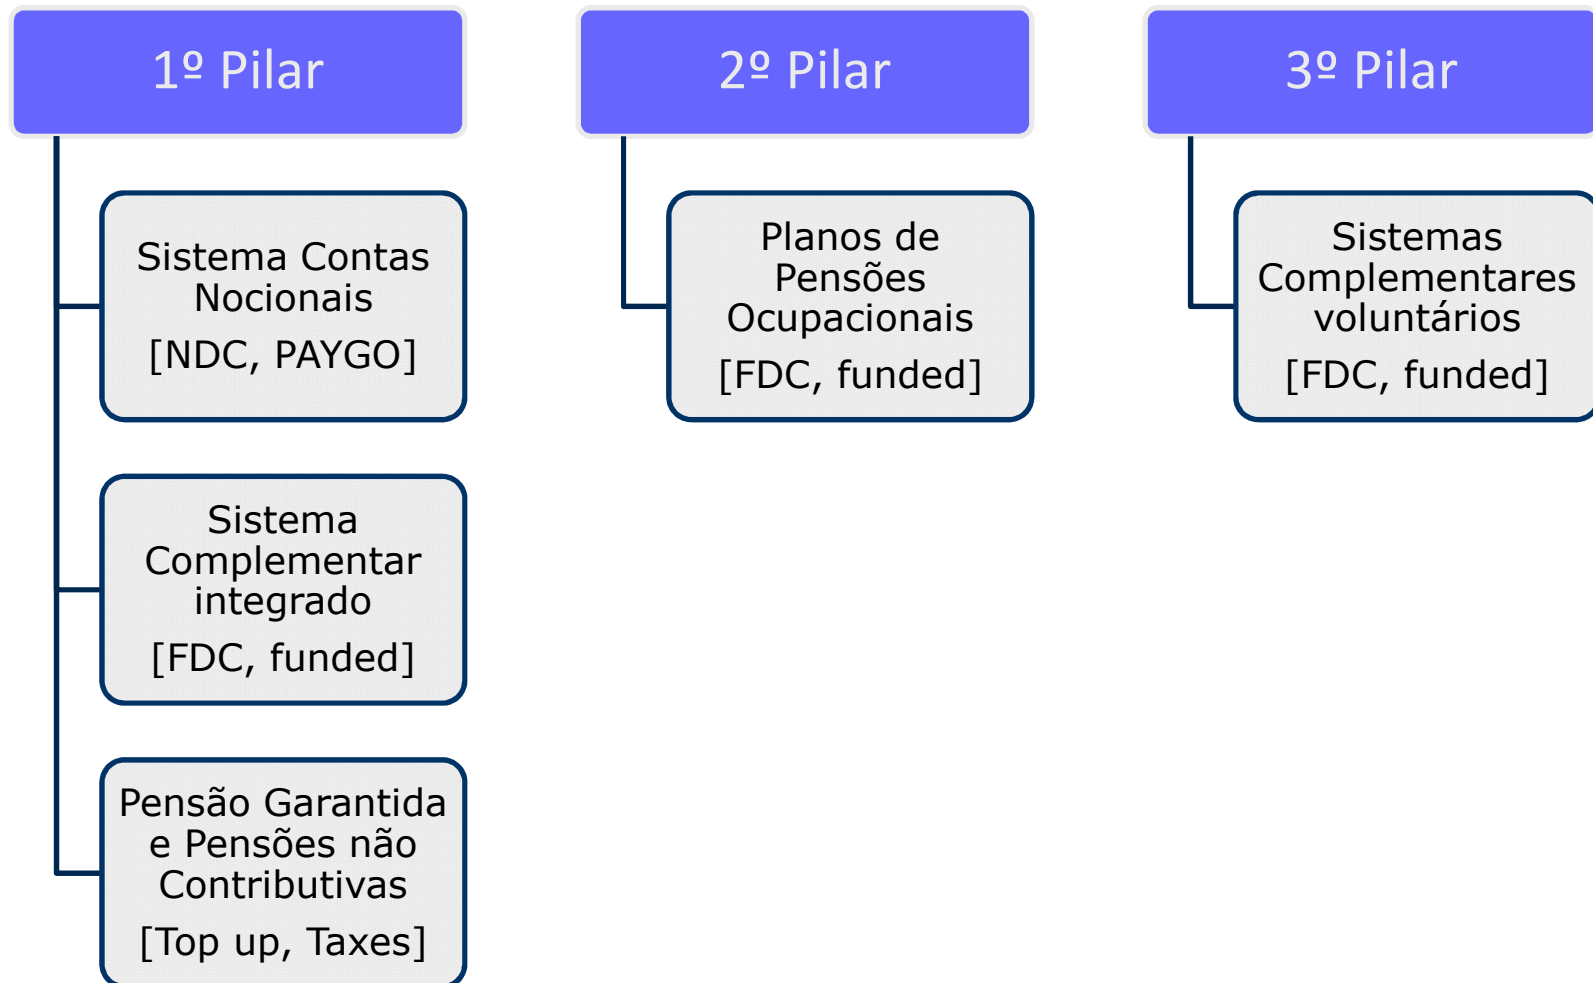 1º Pilar
Sistema Contas
Nocionais
[NDC, PAYGO]
Sistema
Complementar
integrado
[FDC, funded]
Pensão Garantida
e Pensões não
Contributivas
[Top up, Taxes]
2º Pilar
Planos de
Pensões
Ocupacionais
[FDC, funded]
3º Pilar
Sistemas
Complementares
voluntários
[FDC, funded]